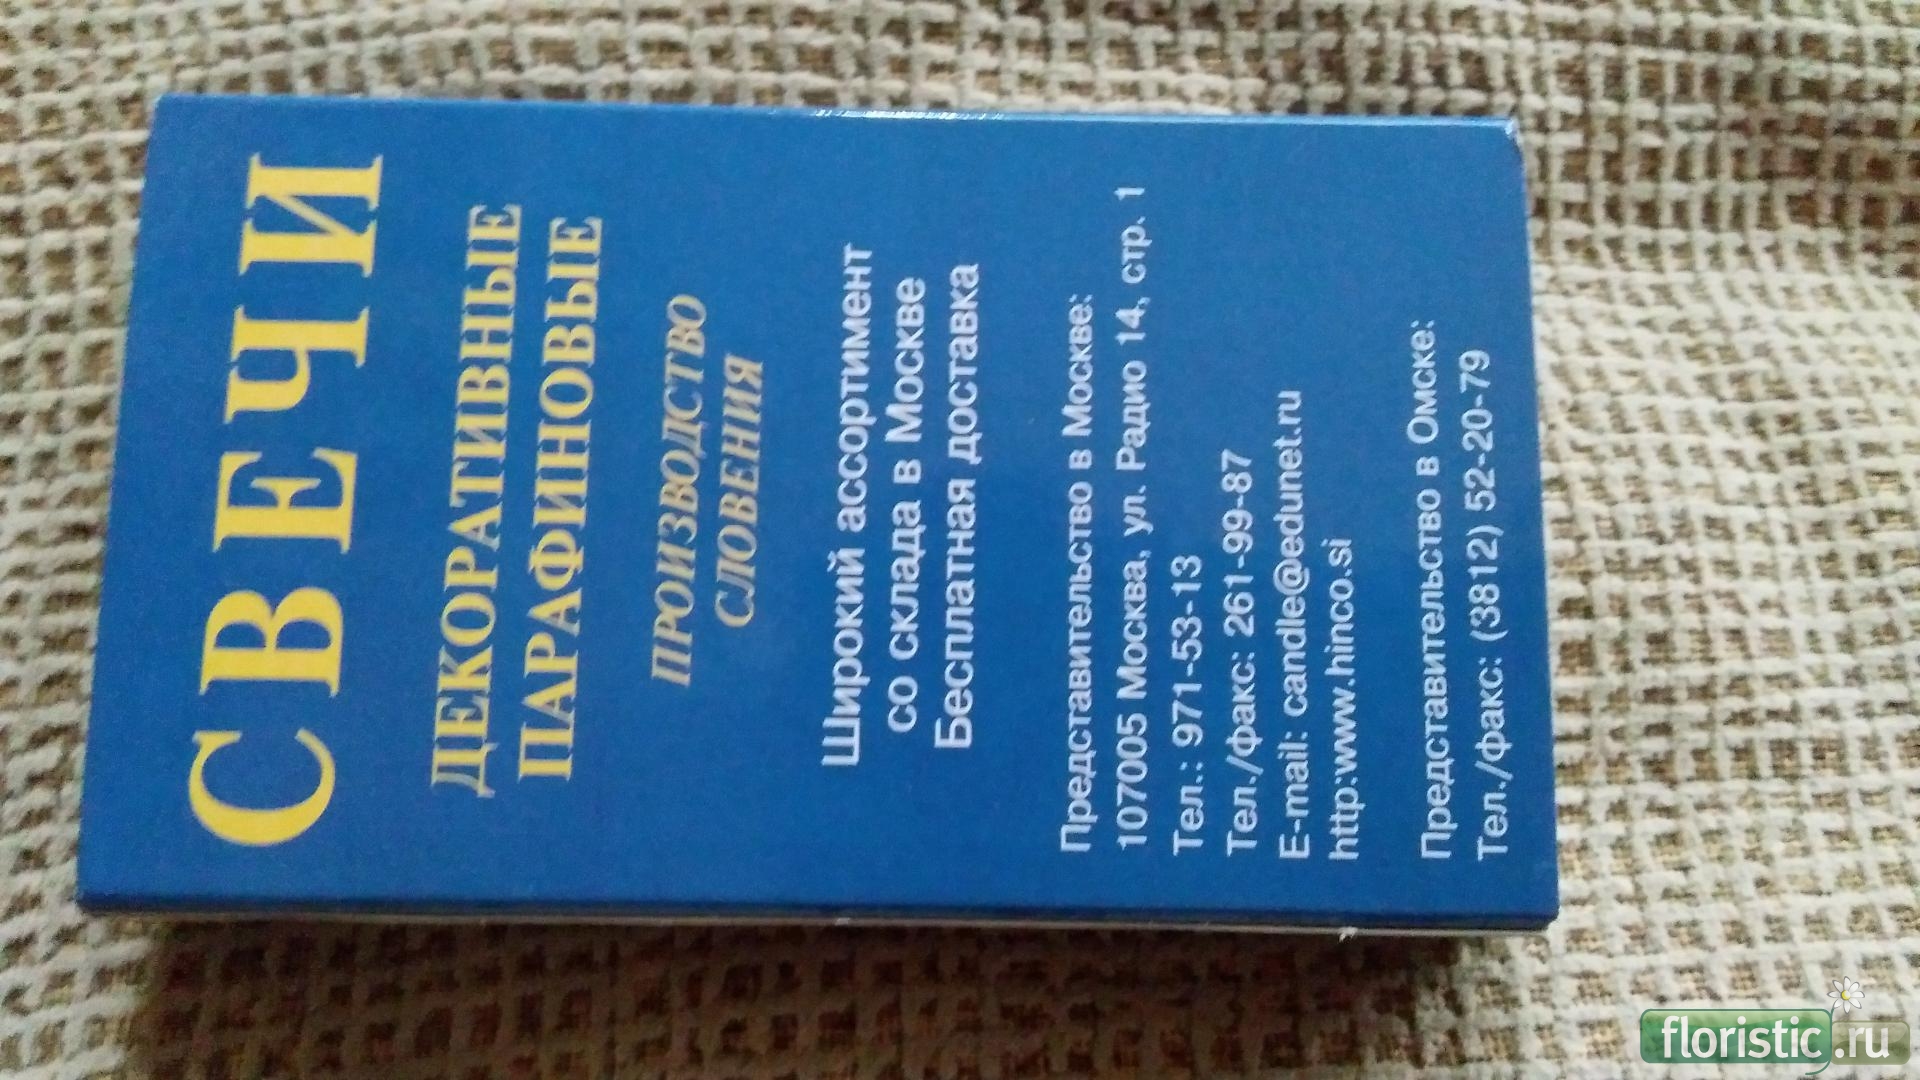 СВЕЧИ
ДЕКОРАТИВНЫЕ
ПАРАФИНОВЫЕ
ПРОИЗВОДСТВО
СЛОВЕНИЯ
Широкий ассортимент
со склада в Москве
Бесплатная доставка
Представительство в Москве:
107005 Москва, ул. Радио 14, стр. 1
Тел.: 971-53-13
Тел./факс: 261-99-87
E-mail: candle@edunet.ru
http:www.hinco.si
Представительство в Омске:
Тел./факс: (3812) 52-20-79
floristic.ru